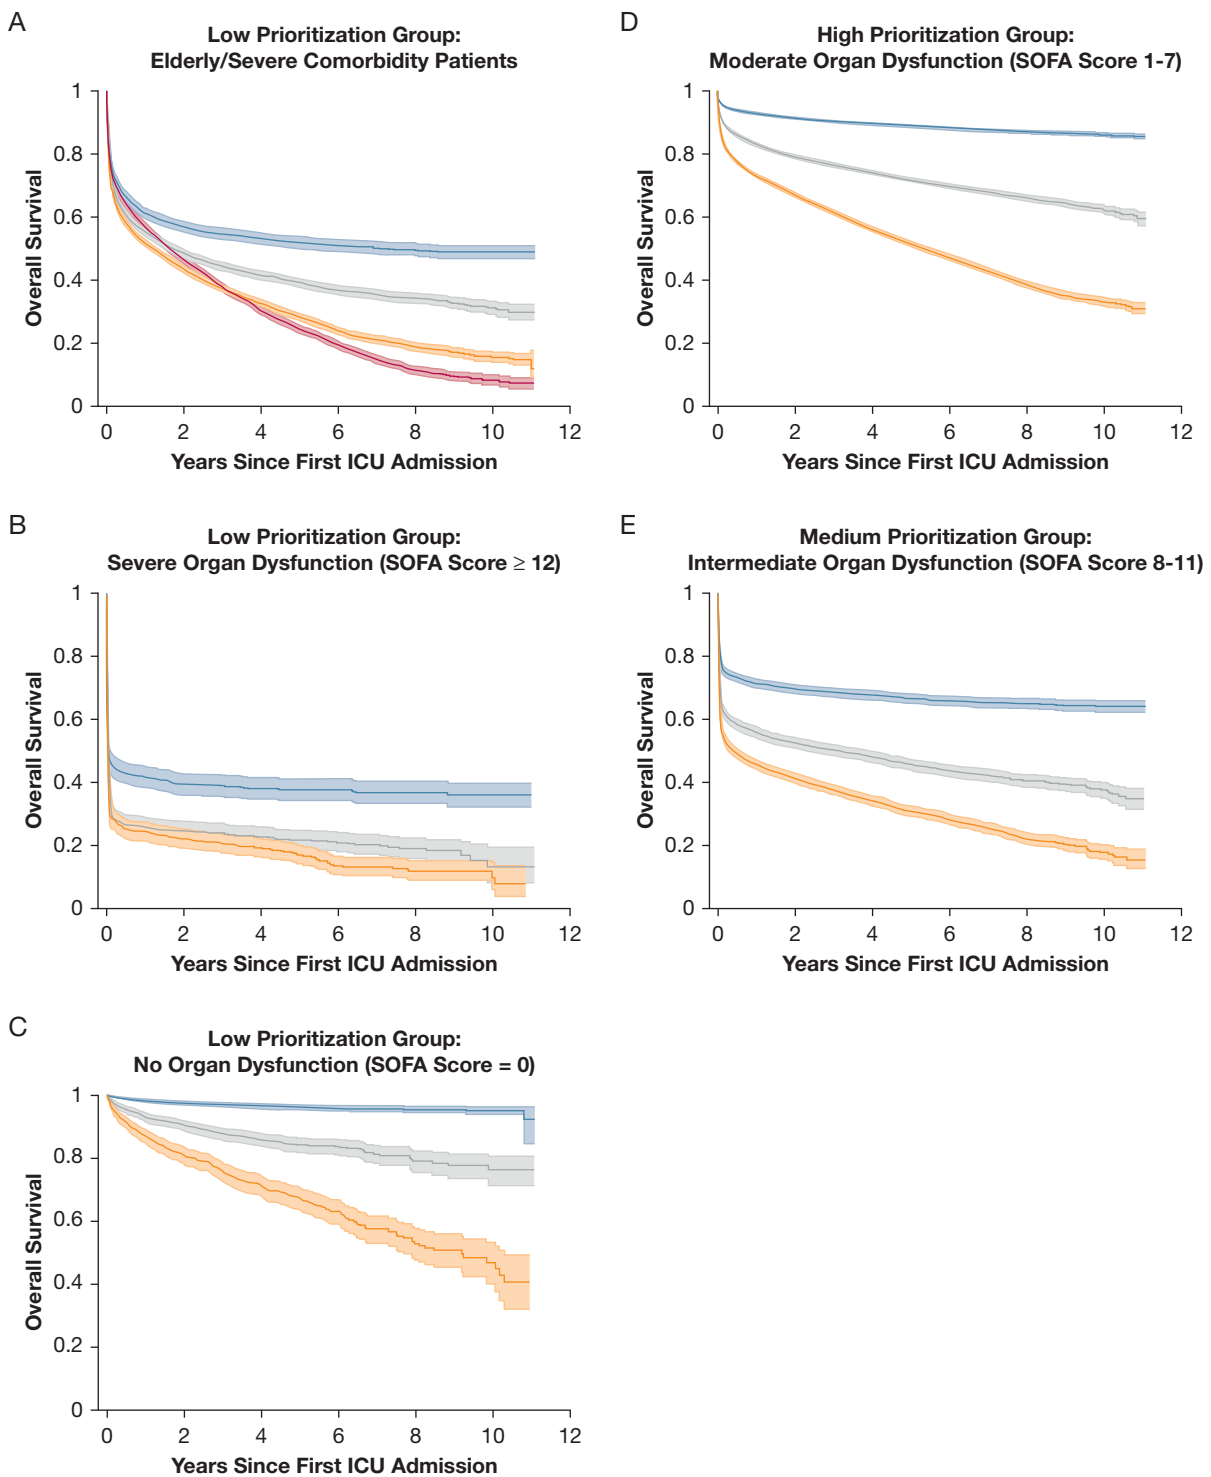 A
Low Prioritization Group:
Elderly/Severe Comorbidity Patients
Overall Survival
1
0.8
0.6
0.4
0.2
0
0 2 4 6 8 10 12
Years Since First ICU Admission
B
Low Prioritization Group:
Severe Organ Dysfunction (SOFA Score ≥ 12)
Overall Survival
1
0.8
0.6
0.4
0.2
0
0 2 4 6 8 10 12
Years Since First ICU Admission
C
Low Prioritization Group:
No Organ Dysfunction (SOFA Score = 0)
Overall Survival
1
0.8
0.6
0.4
0.2
0
0 2 4 6 8 10 12
Years Since First ICU Admission
D
High Prioritization Group:
Moderate Organ Dysfunction (SOFA Score 1-7)
Overall Survival
1
0.8
0.6
0.4
0.2
0
0 2 4 6 8 10 12
Years Since First ICU Admission
E
Medium Prioritization Group:
Intermediate Organ Dysfunction (SOFA Score 8-11)
Overall Survival
1
0.8
0.6
0.4
0.2
0
0 2 4 6 8 10 12
Years Since First ICU Admission